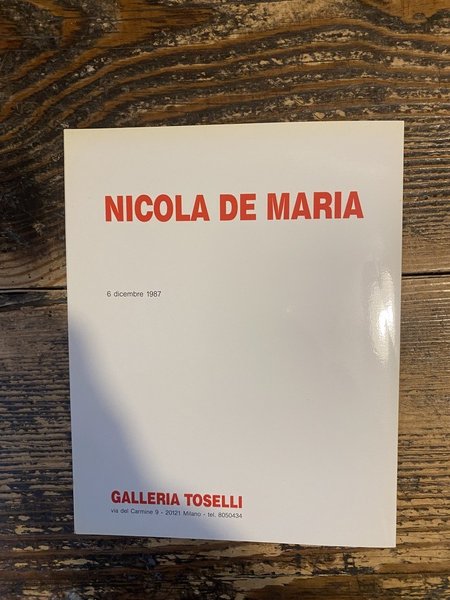 NICOLA DE MARIA
6 dicembre 1987
GALLERIA TOSELLI
via del Carmine 9 - 20121 Milano - tel. 8050434